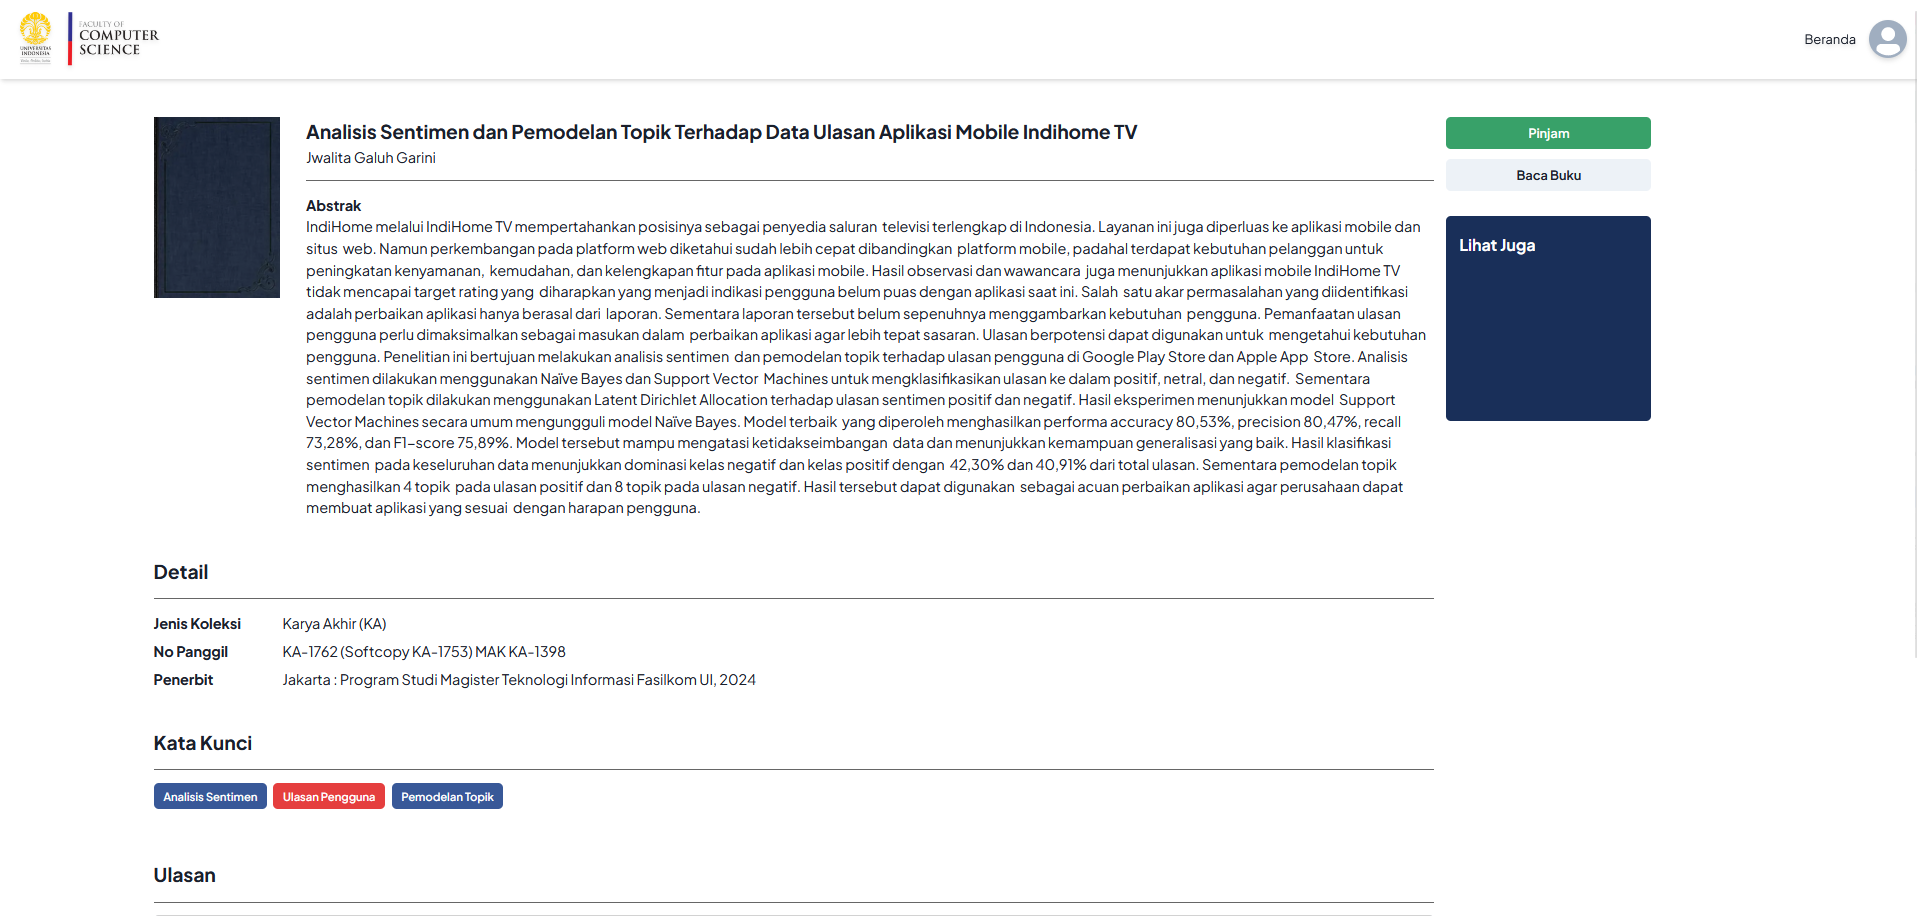 UNIVERSITAS
INDONESIA
FACULTY OF
COMPUTER
SCIENCE
Beranda
Analisis Sentimen dan Pemodelan Topik Terhadap Data Ulasan Aplikasi Mobile Indihome TV
Jwalita Galuh Garini
Pinjam
Baca Buku
Lihat Juga
Abstrak
IndiHome melalui IndiHome TV mempertahankan posisinya sebagai penyedia saluran televisi terlengkap di Indonesia. Layanan ini juga diperluas ke aplikasi mobile dan
situs web. Namun perkembangan pada platform web diketahui sudah lebih cepat dibandingkan platform mobile, padahal terdapat kebutuhan pelanggan untuk
peningkatan kenyamanan, kemudahan, dan kelengkapan fitur pada aplikasi mobile. Hasil observasi dan wawancara juga menunjukkan aplikasi mobile IndiHome TV
tidak mencapai target rating yang diharapkan yang menjadi indikasi pengguna belum puas dengan aplikasi saat ini. Salah satu akar permasalahan yang diidentifikasi
adalah perbaikan aplikasi hanya berasal dari laporan. Sementara laporan tersebut belum sepenuhnya menggambarkan kebutuhan pengguna. Pemanfaatan ulasan
pengguna perlu dimaksimalkan sebagai masukan dalam perbaikan aplikasi agar lebih tepat sasaran. Ulasan berpotensi dapat digunakan untuk mengetahui kebutuhan
pengguna. Penelitian ini bertujuan melakukan analisis sentimen dan pemodelan topik terhadap ulasan pengguna di Google Play Store dan Apple App Store. Analisis
sentimen dilakukan menggunakan Naïve Bayes dan Support Vector Machines untuk mengklasifikasikan ulasan ke dalam positif, netral, dan negatif. Sementara
pemodelan topik dilakukan menggunakan Latent Dirichlet Allocation terhadap ulasan sentimen positif dan negatif. Hasil eksperimen menunjukkan model Support
Vector Machines secara umum mengungguli model Naïve Bayes. Model terbaik yang diperoleh menghasilkan performa accuracy 80,53%, precision 80,47%, recall
73,28%, dan F1-score 75,89%. Model tersebut mampu mengatasi ketidakseimbangan data dan menunjukkan kemampuan generalisasi yang baik. Hasil klasifikasi
sentimen pada keseluruhan data menunjukkan dominasi kelas negatif dan kelas positif dengan 42,30% dan 40,91% dari total ulasan. Sementara pemodelan topik
menghasilkan 4 topik pada ulasan positif dan 8 topik pada ulasan negatif. Hasil tersebut dapat digunakan sebagai acuan perbaikan aplikasi agar perusahaan dapat
membuat aplikasi yang sesuai dengan harapan pengguna.
Detail
Jenis Koleksi Karya Akhir (KA)
No Panggil KA-1762 (Softcopy KA-1753) MAK KA-1398
Penerbit Jakarta : Program Studi Magister Teknologi Informasi Fasilkom UI, 2024
Kata Kunci
Analisis Sentimen Ulasan Pengguna Pemodelan Topik
Ulasan